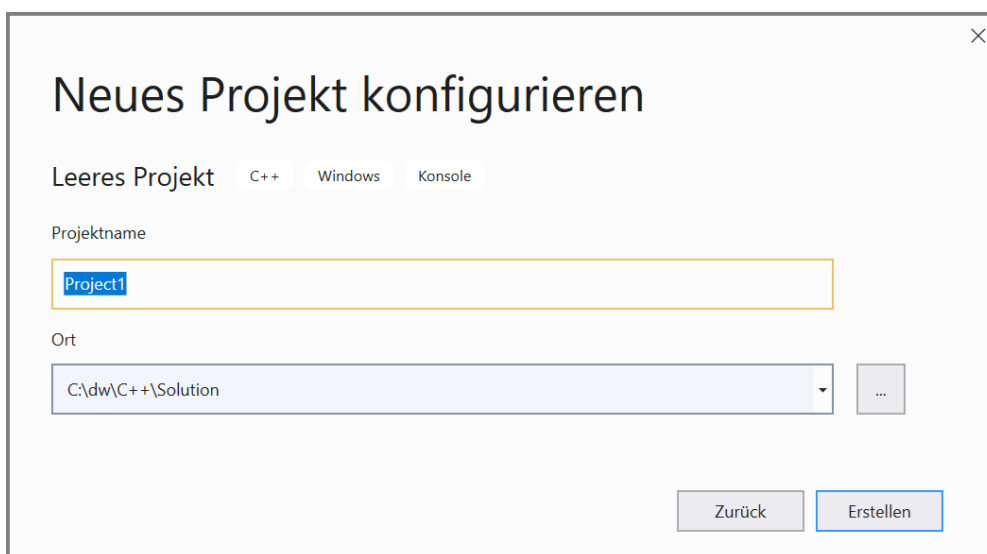 Neues Projekt konfigurieren
Leeres Projekt C++ Windows Konsole
Projektname
Project1
Ort
C:\dw\C++\Solution
...
Zurück Erstellen